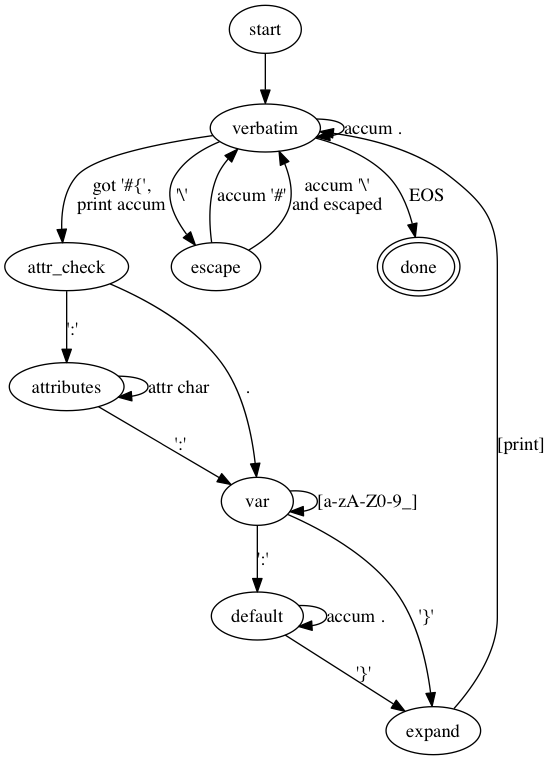 start
verbatim
accum .
got '#{',
print accum
'\'
accum '#'
accum '\'
and escaped
EOS
attr_check
escape
done
':'
attributes
attr char
.
':'
[print]
var
[a-zA-Z0-9_]
':'
default
accum .
'}'
'}'
expand